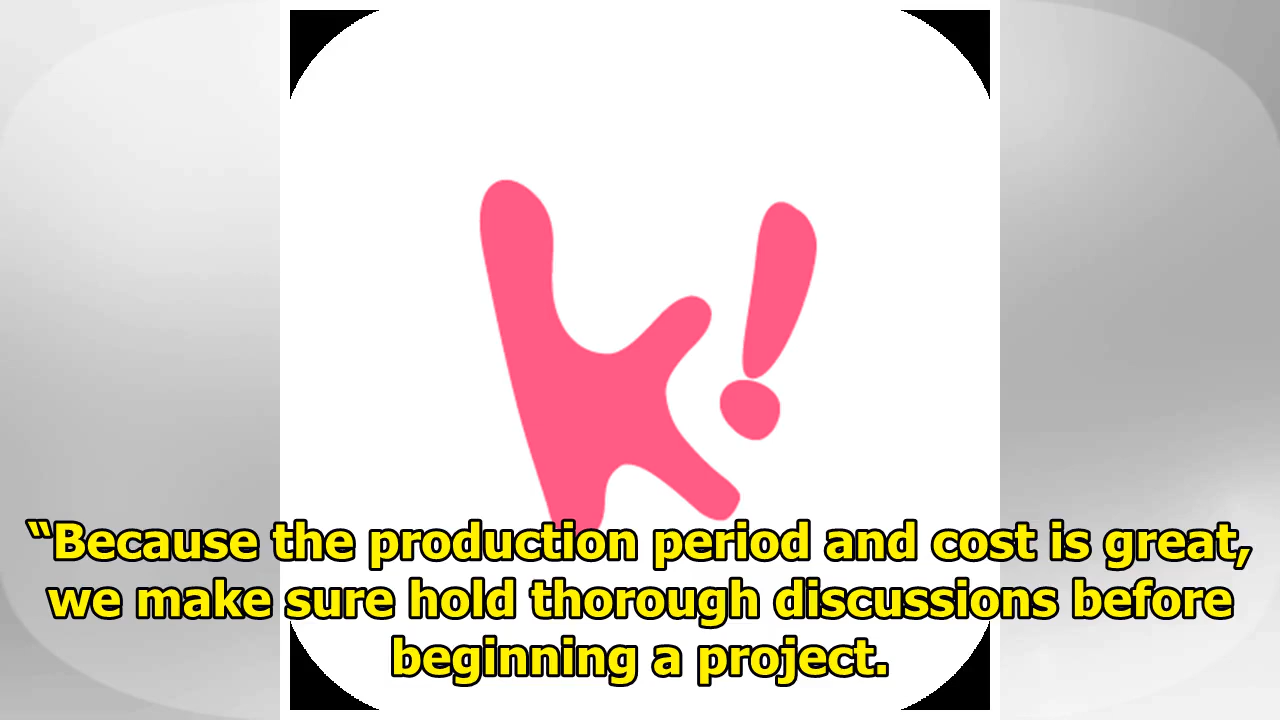 k!
“Because the production period and cost is great,
we make sure hold thorough discussions before
beginning a project.